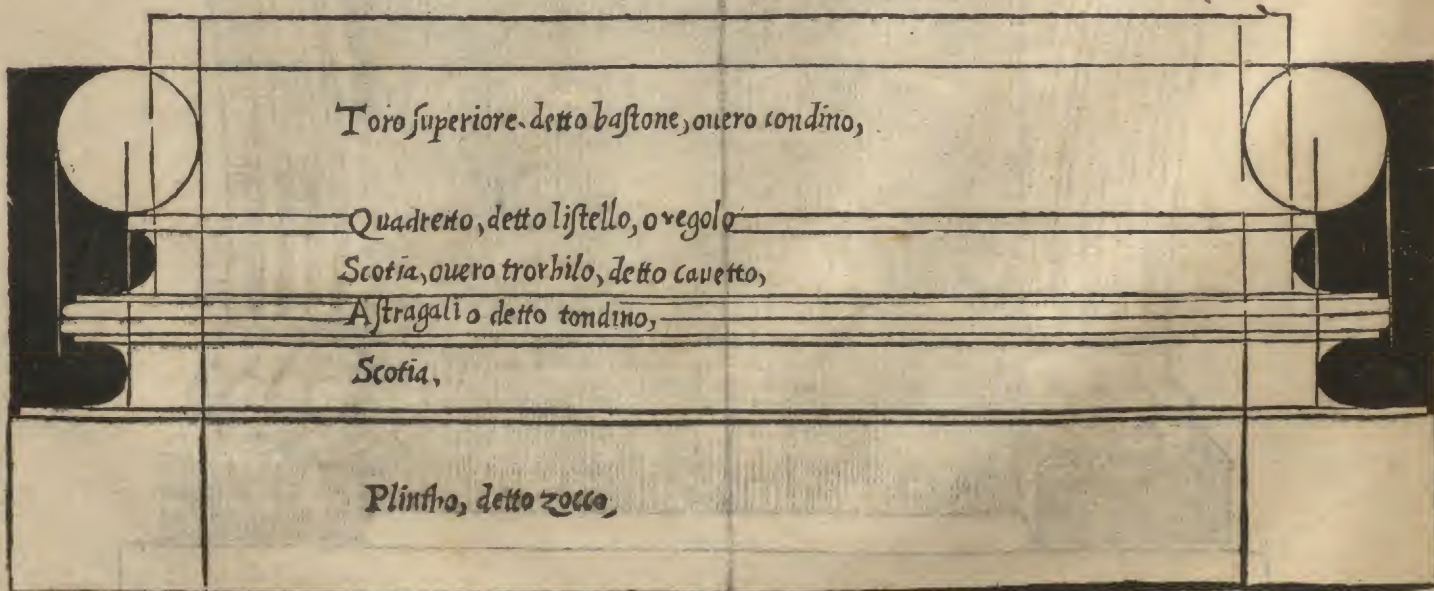 Toro ſuperiore. detto baſtone, ouero tondino,
Quadretto, detto liſtello, o regolo
Scotia, ouero trochilo, detto cauetto,
Aſtragali o detto tondino,
Scotia,
Plintho, detto zocco,